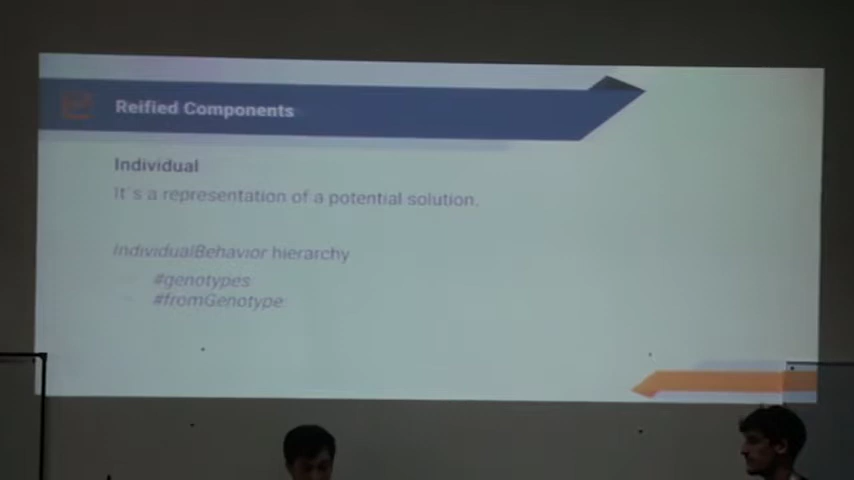 Reified Components
Individual
It's a representation of a potential solution.
IndividualBehavior hierarchy
#genotypes
#fromGenotype